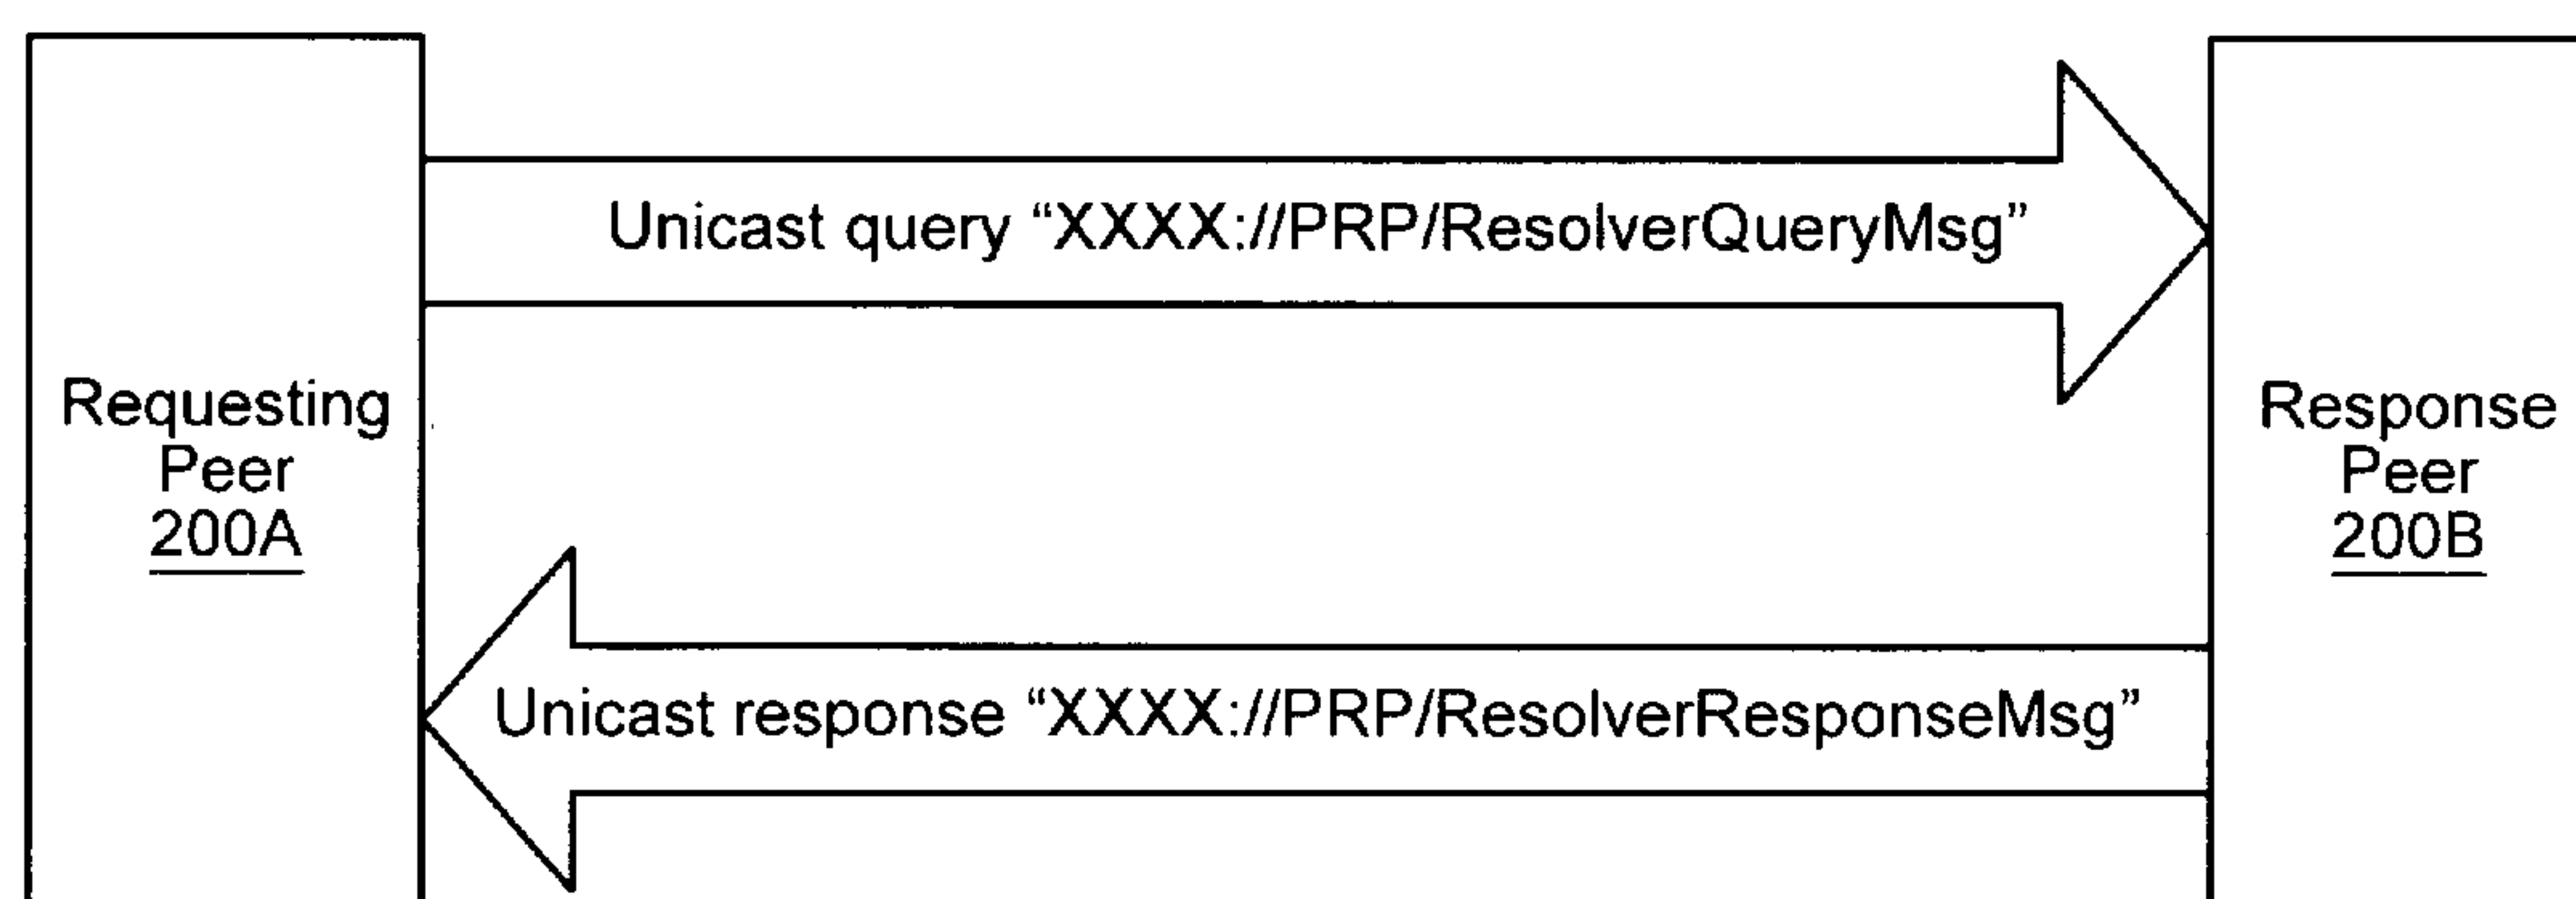 Unicast query “XXXX://PRP/ResolverQueryMsg”
Requesting
Peer
200A
Response
Peer
200B
Unicast response “XXXX://PRP/ResolverResponseMsg”